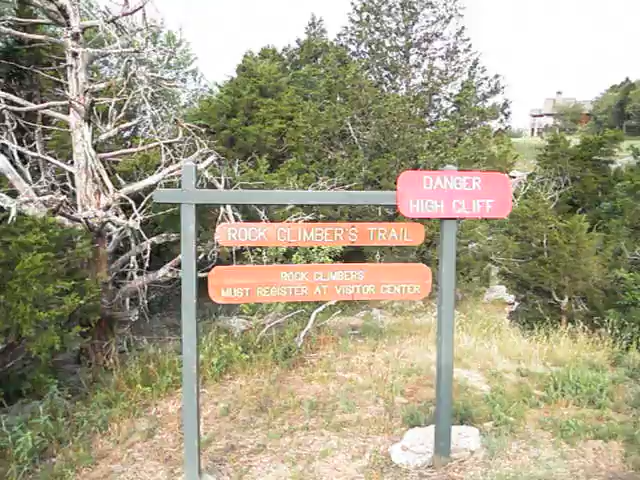 DANGER
HIGH CLIFF
ROCK CLIMBER'S TRAIL
ROCK CLIMBERS
MUST REGISTER AT VISITOR CENTER